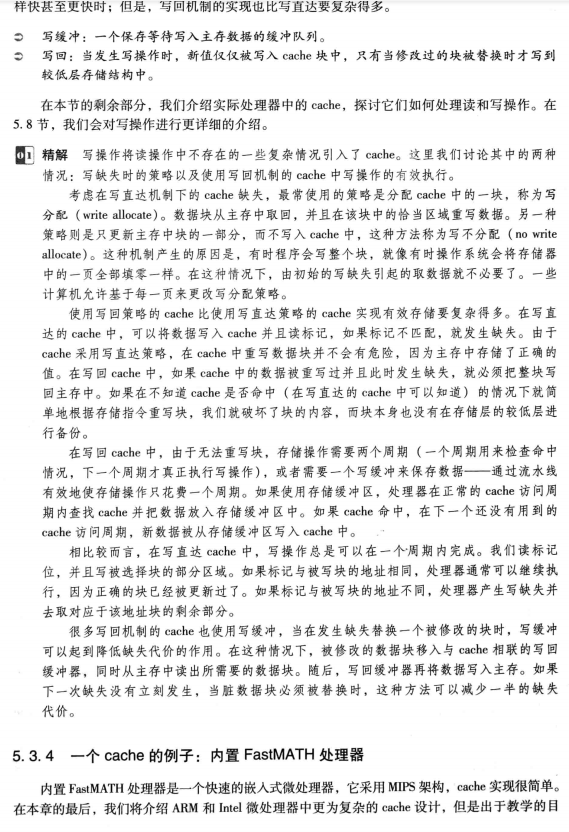 样快甚至更快时；但是，写回机制的实现也比写直达要复杂得多。
写缓冲：一个保存等待写入主存数据的缓冲队列。
写回：当发生写操作时，新值仅仅被写入 cache 块中，只有当修改过的块被替换时才写到
较低层存储结构中。
在本节的剩余部分，我们介绍实际处理器中的 cache，探讨它们如何处理读和写操作。在
5.8 节，我们会对写操作进行更详细的介绍。
精解 写操作将读操作中不存在的一些复杂情况引入了 cache。这里我们讨论其中的两种
情况：写缺失时的策略以及使用写回机制的 cache 中写操作的有效执行。
考虑在写直达机制下的 cache 缺失，最常使用的策略是分配 cache 中的一块，称为写
分配（write allocate）。数据块从主存中取回，并且在该块中的恰当区域重写数据。另一种
策略则是只更新主存中块的一部分，而不写入 cache 中，这种方法称为写不分配（no write
allocate）。这种机制产生的原因是，有时程序会写整个块，就像有时操作系统会将存储器
中的一页全部填零一样。在这种情况下，由初始的写缺失引起的取数据就不必要了。一些
计算机允许基于每一页来更改写分配策略。
使用写回策略的 cache 比使用写直达策略的 cache 实现有效存储要复杂得多。在写直
达的 cache 中，可以将数据写入 cache 并且读标记，如果标记不匹配，就发生缺失。由于
cache 采用写直达策略，在 cache 中重写数据块并不会有危险，因为主存中存储了正确的
值。在写回 cache 中，如果 cache 中的数据被重写过并且此时发生缺失，就必须把整块写
回主存中。如果在不知道 cache 是否命中（在写直达的 cache 中可以知道）的情况下就简
单地根据存储指令重写块，我们就破坏了块的内容，而块本身也没有在存储层的较低层进
行备份。
在写回 cache 中，由于无法重写块，存储操作需要两个周期（一个周期用来检查命中
情况，下一个周期才真正执行写操作），或者需要一个写缓冲来保存数据——通过流水线
有效地使存储操作只花费一个周期。如果使用存储缓冲区，处理器在正常的 cache 访问周
期内查找 cache 并把数据放入存储缓冲区中。如果 cache 命中，在下一个还没有用到的
cache 访问周期，新数据被从存储缓冲区写入 cache 中。
相比较而言，在写直达 cache 中，写操作总是可以在一个周期内完成。我们读标记
位，并且写被选择块的部分区域。如果标记与被写块的地址相同，处理器通常可以继续执
行，因为正确的块已经被更新过了。如果标记与被写块的地址不同，处理器产生写缺失并
去取对应于该地址块的剩余部分。
很多写回机制的 cache 也使用写缓冲，当在发生缺失替换一个被修改的块时，写缓冲
可以起到降低缺失代价的作用。在这种情况下，被修改的数据块移入与 cache 相联的写回
缓冲器，同时从主存中读出所需要的数据块。随后，写回缓冲器再将数据写入主存。如果
下一次缺失没有立刻发生，当脏数据块必须被替换时，这种方法可以减少一半的缺失
代价。
5.3.4 一个 cache 的例子：内置 FastMATH 处理器
内置 FastMATH 处理器是一个快速的嵌入式微处理器，它采用 MIPS 架构，cache 实现很简单。
在本章的最后，我们将介绍 ARM 和 Intel 微处理器中更为复杂的 cache 设计，但是出于教学的目